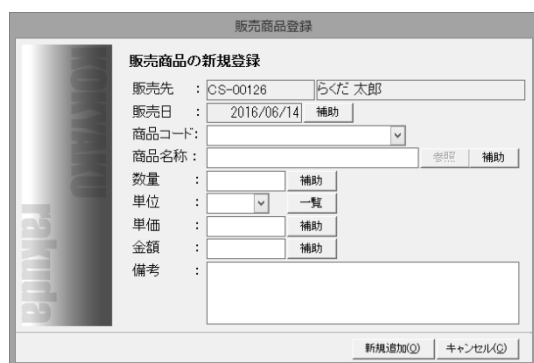 販売商品登録
販売商品の新規登録
販売先 : CS-00126 らくだ 太郎
販売日 : 2016/06/14 補助
商品コード:
商品名称 : 参照 補助
数量 : 補助
単位 : 一覧
単価 : 補助
金額 : 補助
備考 :
新規追加(O) キャンセル(C)
KOKYAKU
rakuda